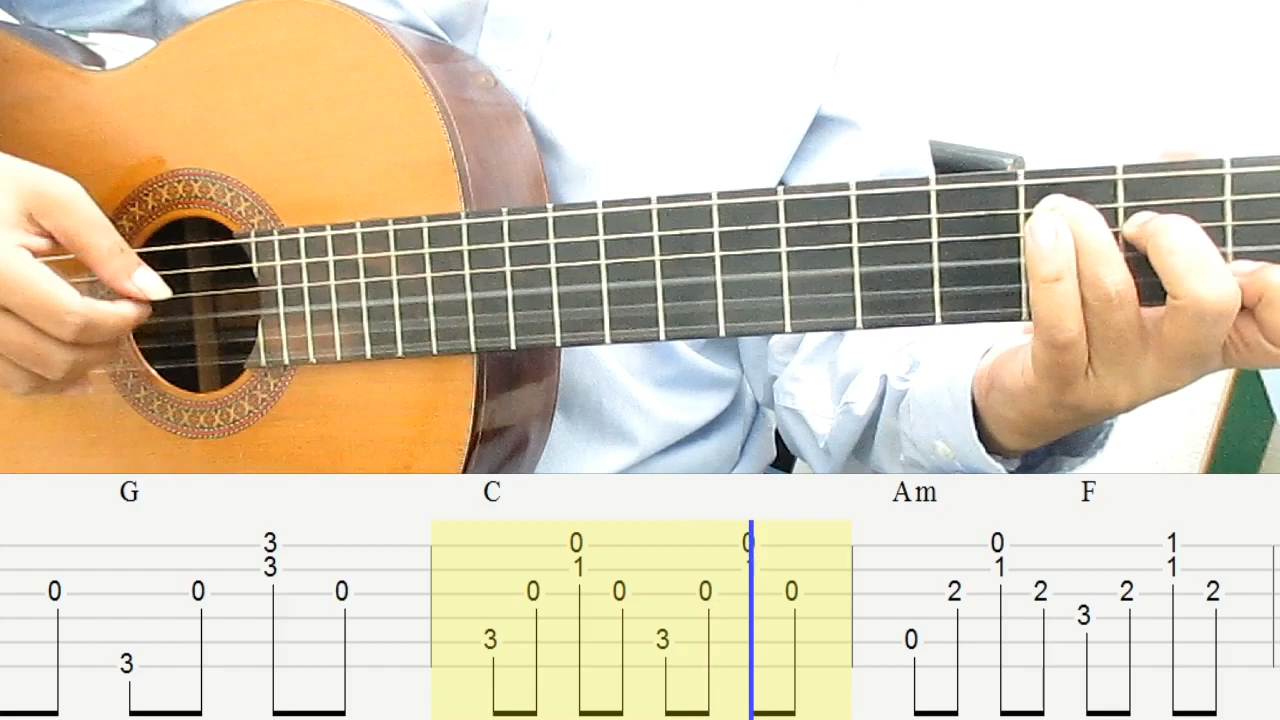 G C Am F
3 0 0 0 1
0 0 3 0 1 0 0 0 2 1 2 2 1 2
3
3 3 0
3